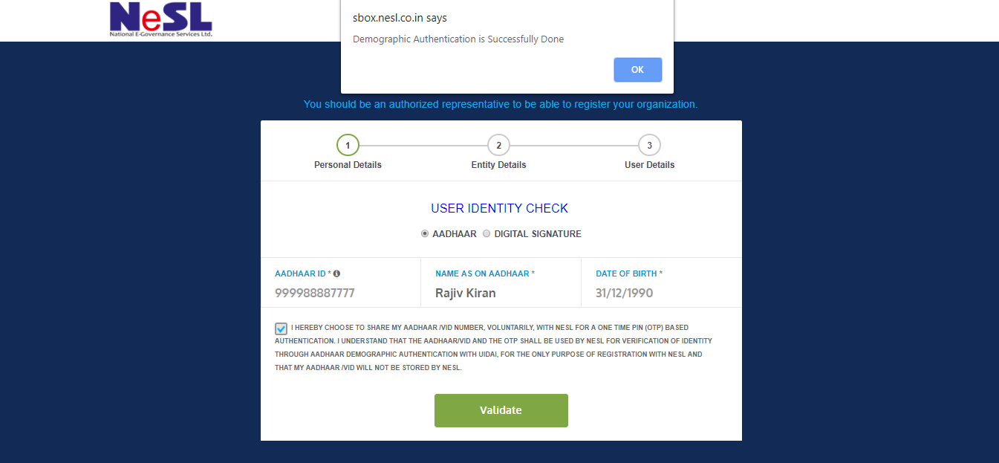 NeSL
National E-Governance Services Ltd.
sbox.nesl.co.in says
Demographic Authentication is Successfully Done
OK
You should be an authorized representative to be able to register your organization.
1 2 3
Personal Details Entity Details User Details
USER IDENTITY CHECK
AADHAAR DIGITAL SIGNATURE
AADHAAR ID * NAME AS ON AADHAAR * DATE OF BIRTH *
999988887777 Rajiv Kiran 31/12/1990
I HEREBY CHOOSE TO SHARE MY AADHAAR /VID NUMBER, VOLUNTARILY, WITH NESL FOR A ONE TIME PIN (OTP) BASED
AUTHENTICATION. I UNDERSTAND THAT THE AADHAAR/VID AND THE OTP SHALL BE USED BY NESL FOR VERIFICATION OF IDENTITY
THROUGH AADHAAR DEMOGRAPHIC AUTHENTICATION WITH UIDAI, FOR THE ONLY PURPOSE OF REGISTRATION WITH NESL AND
THAT MY AADHAAR /VID WILL NOT BE STORED BY NESL.
Validate